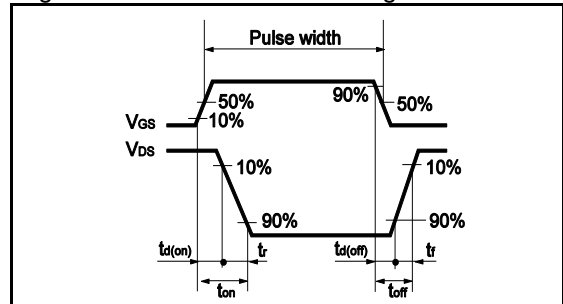 Pulse width
90%
50%
50%
10%
VGS
VDS
10%
10%
90%
90%
td(on)
tr
td(off)
tf
ton
toff